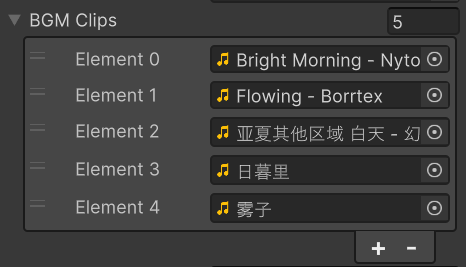 BGM Clips 5
Element 0 Bright Morning - Nyto
Element 1 Flowing - Borrtex
Element 2 亚夏其他区域 白天 - 幻
Element 3 日暮里
Element 4 雾子
+ -